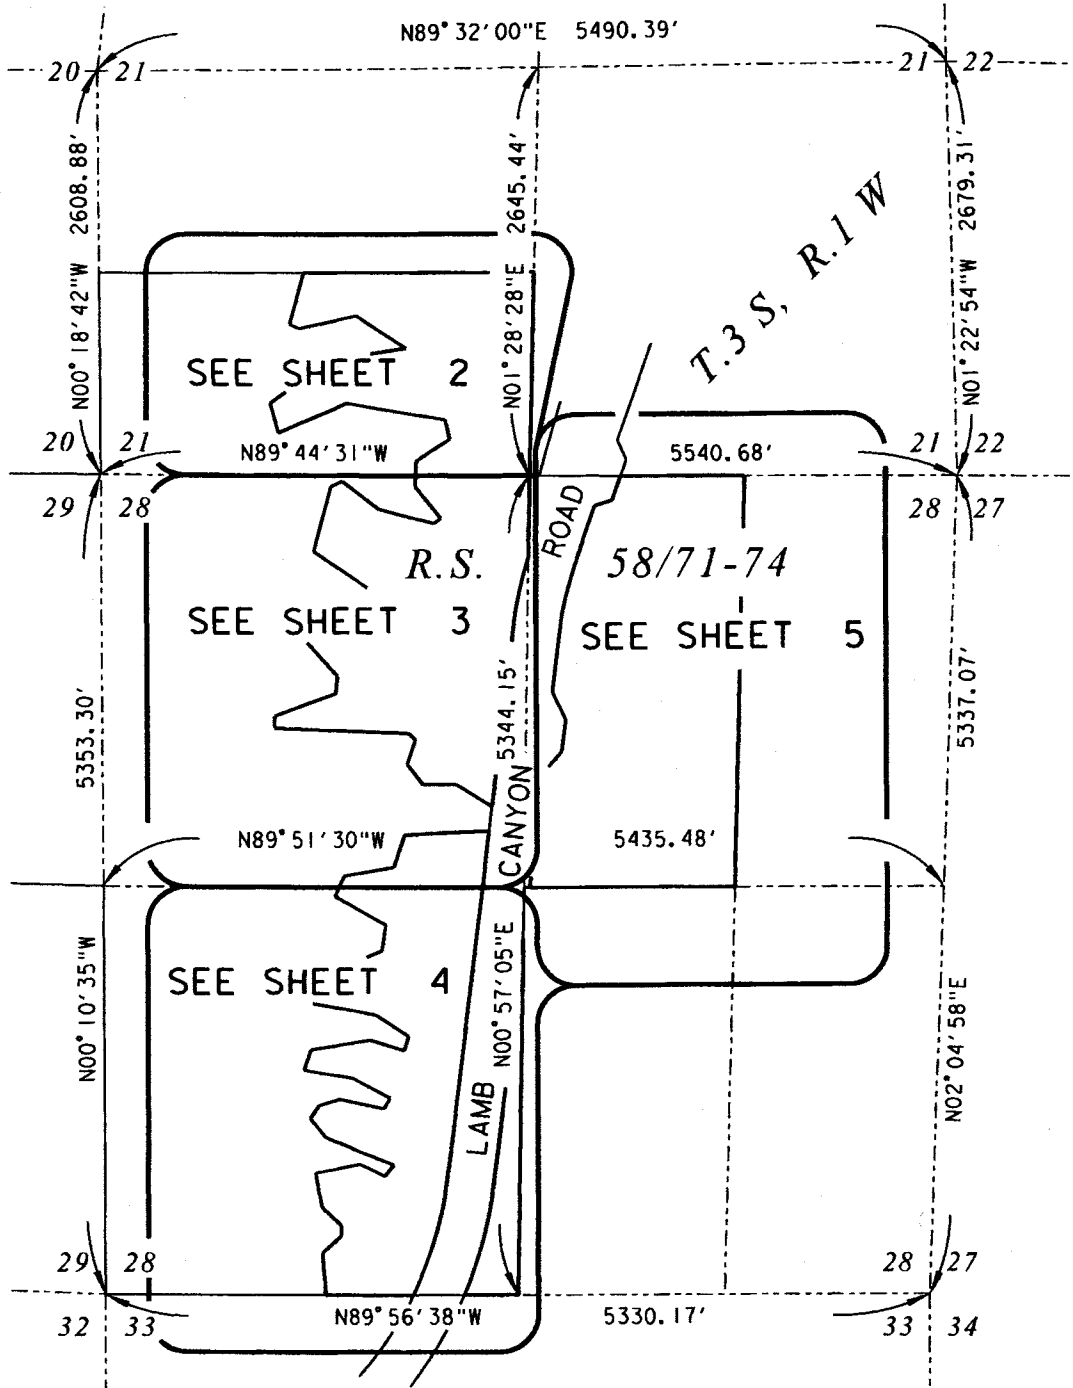 N89°32'00"E 5490.39'
20 21
21 22
2608.88'
2645.44'
2679.31'
T.3 S, R.1 W
N00°18'42"W
N01°28'28"E
N01°22'54"W
SEE SHEET 2
20 21
N89°44'31"W
5540.68'
21 22
29 28
28 27
ROAD
R.S. 58/71-74
SEE SHEET 3
SEE SHEET 5
5353.30'
5344.15'
5337.07'
CANYON
N89°51'30"W
5435.48'
N00°10'35"W
SEE SHEET 4
N00°57'05"E
N02°04'58"E
LAMB
29 28
28 27
N89°56'38"W
5330.17'
32 33
33 34